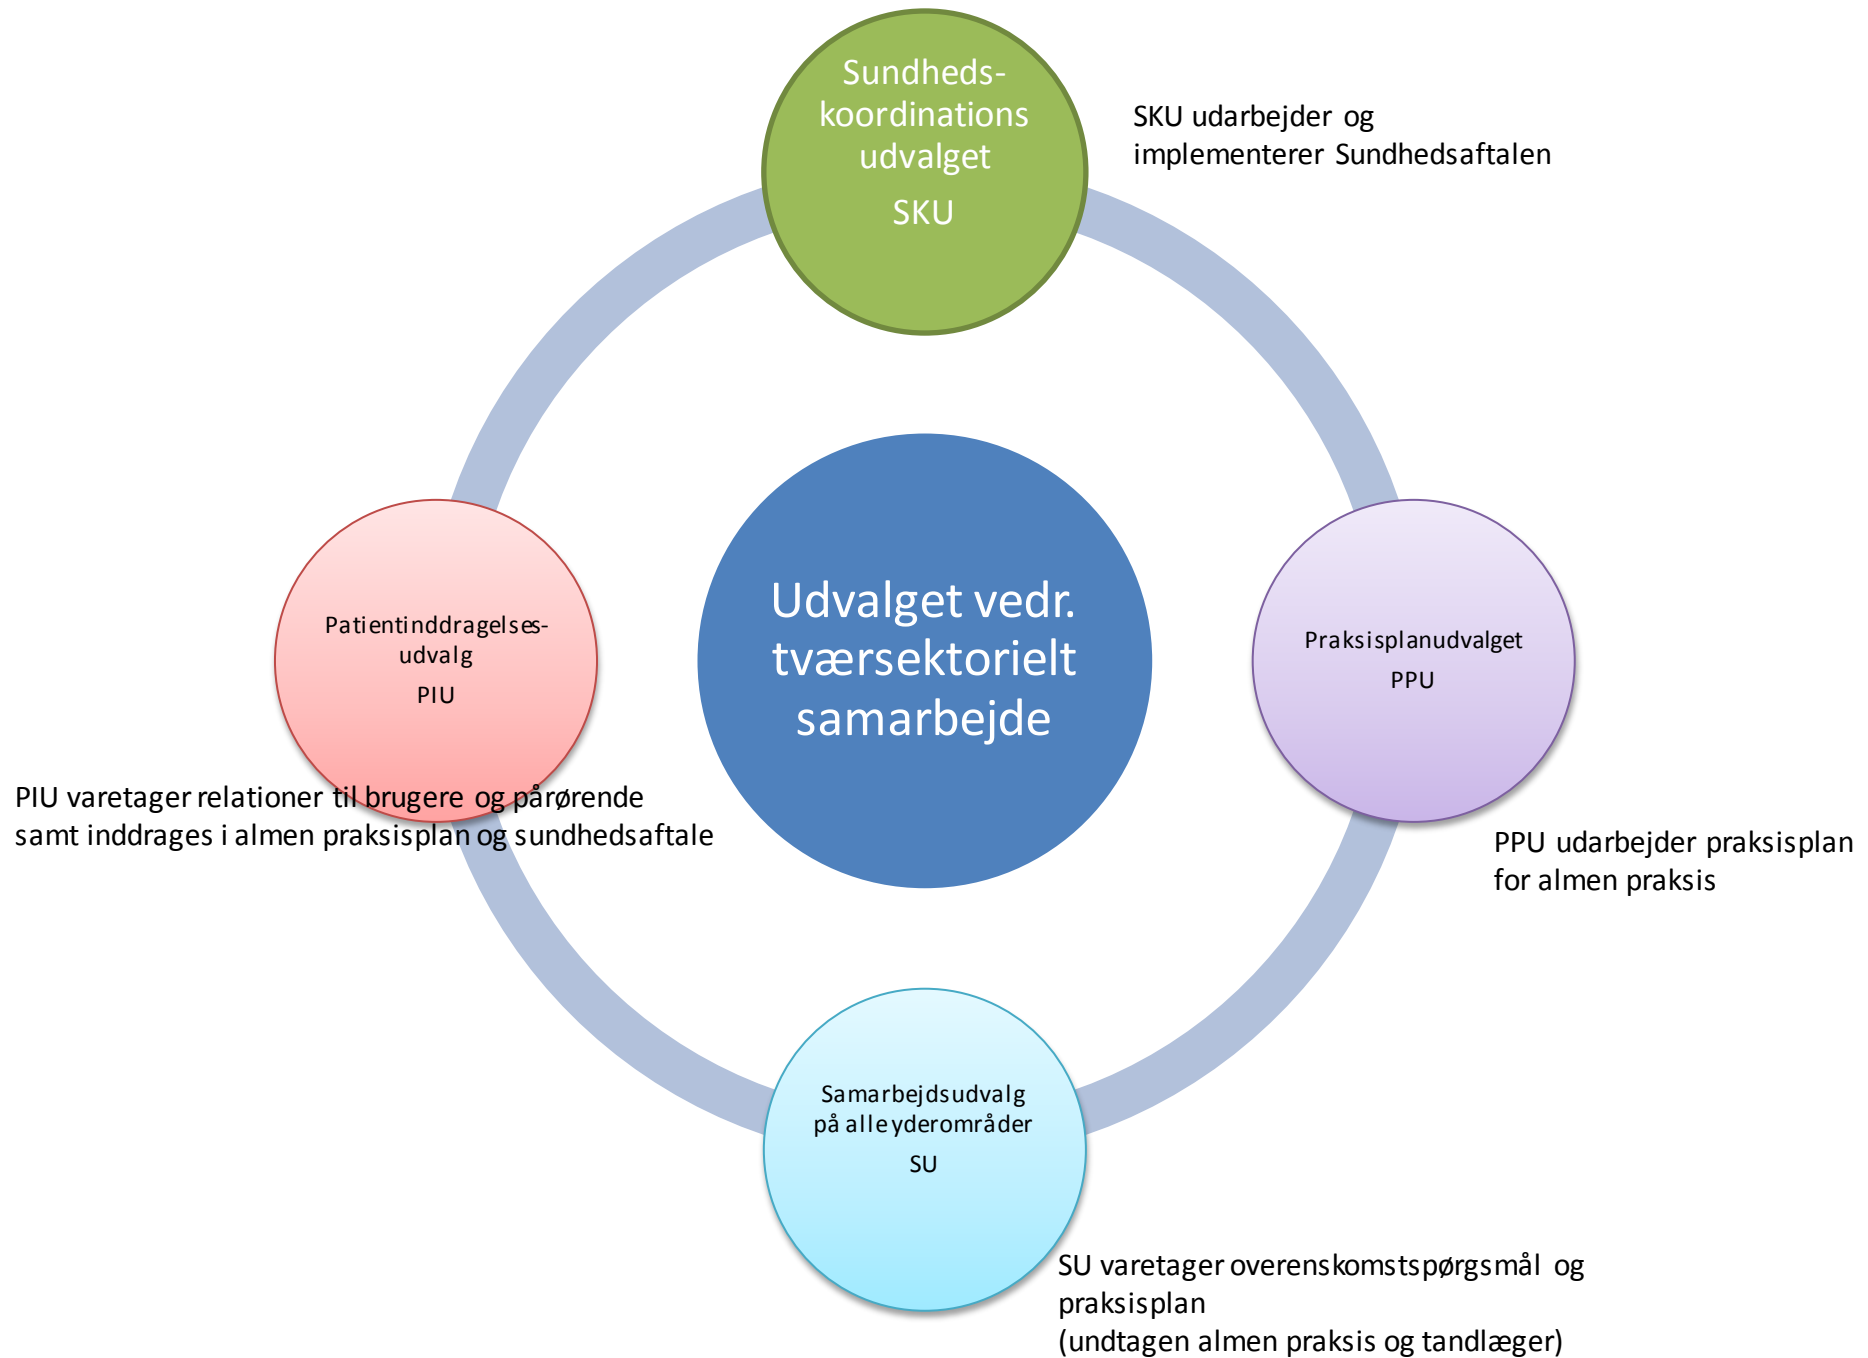 Sundheds-
koordinations
udvalget
SKU
SKU udarbejder og
implementerer Sundhedsaftalen
Udvalget vedr.
tværsektorielt
samarbejde
Patientinddragelses-
udvalg
PIU
Praksisplanudvalget
PPU
PIU varetager relationer til brugere og pårørende
samt inddrages i almen praksisplan og sundhedsaftale
PPU udarbejder praksisplan
for almen praksis
Samarbejdsudvalg
på alle yderområder
SU
SU varetager overenskomstspørgsmål og
praksisplan
(undtagen almen praksis og tandlæger)